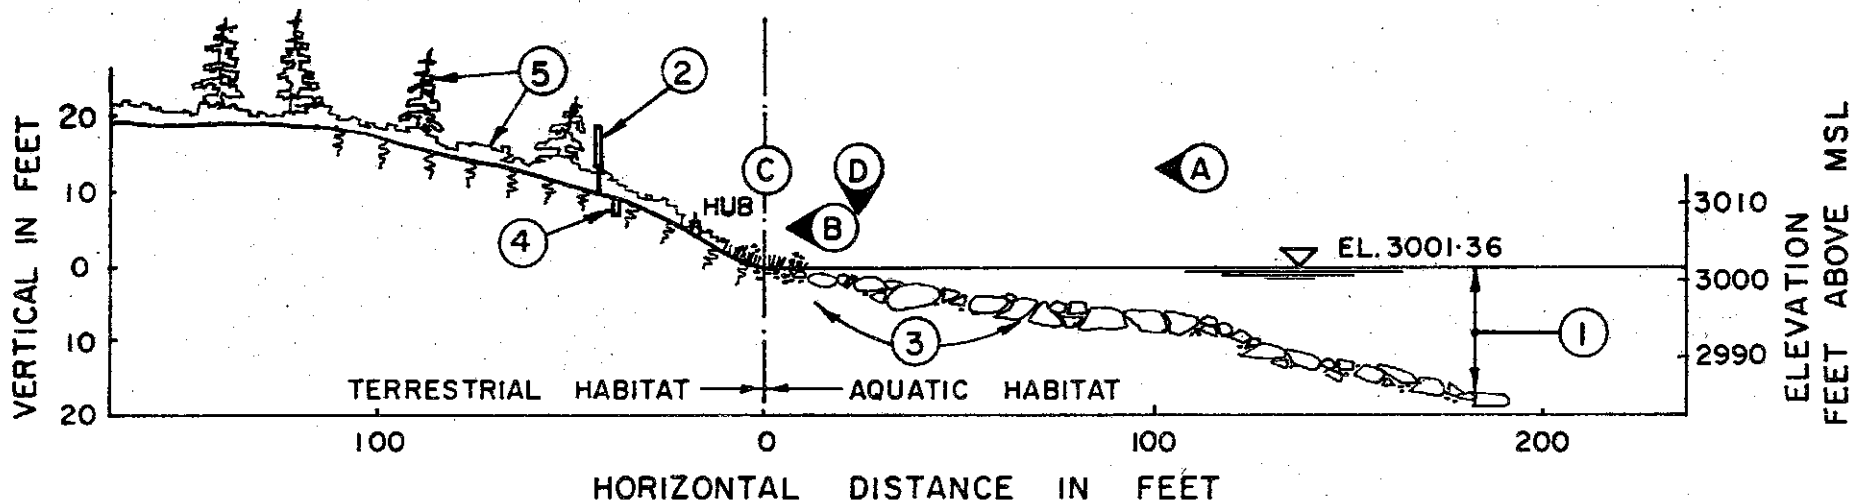 5
2
C
D
A
HUB
B
4
EL. 3001·36
3
1
TERRESTRIAL HABITAT
AQUATIC HABITAT
VERTICAL IN FEET
20
10
0
10
20
3010
3000
2990
ELEVATION
FEET ABOVE MSL
100
0
100
200
HORIZONTAL DISTANCE IN FEET